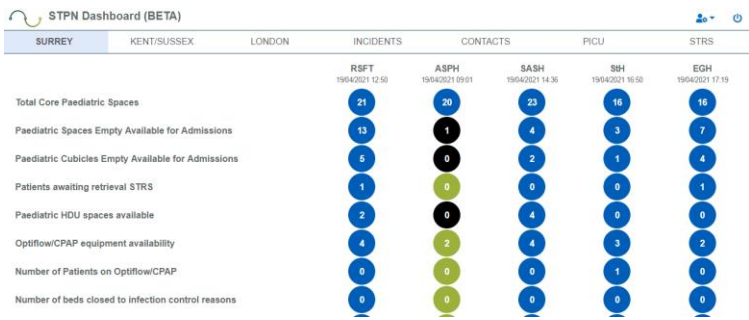 STPN Dashboard (BETA)
SURREY KENT/SUSSEX LONDON INCIDENTS CONTACTS PICU STRS
RSFT ASPH SASH StH EGH
19/04/2021 12:50 19/04/2021 09:01 19/04/2021 14:36 19/04/2021 16:50 19/04/2021 17:19
Total Core Paediatric Spaces 21 20 23 16 16
Paediatric Spaces Empty Available for Admissions 13 1 4 3 7
Paediatric Cubicles Empty Available for Admissions 5 0 2 1 4
Patients awaiting retrieval STRS 1 0 0 0 1
Paediatric HDU spaces available 2 0 4 0 0
Optiflow/CPAP equipment availability 4 2 4 3 2
Number of Patients on Optiflow/CPAP 0 0 0 1 0
Number of beds closed to infection control reasons 0 0 0 0 0